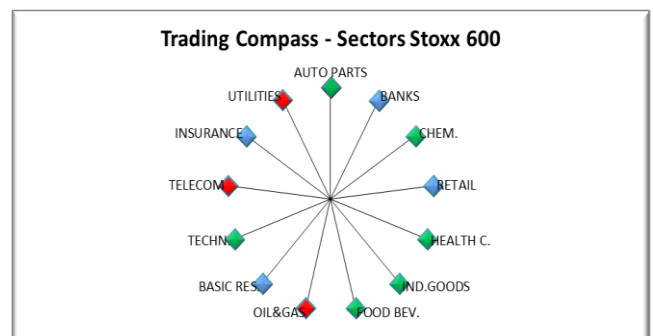 Trading Compass - Sectors Stoxx 600
AUTO PARTS
UTILITIES
BANKS
INSURANCE
CHEM.
TELECOM
RETAIL
TECHN.
HEALTH C.
BASIC RES.
IND.GOODS
OIL&GAS
FOOD BEV.